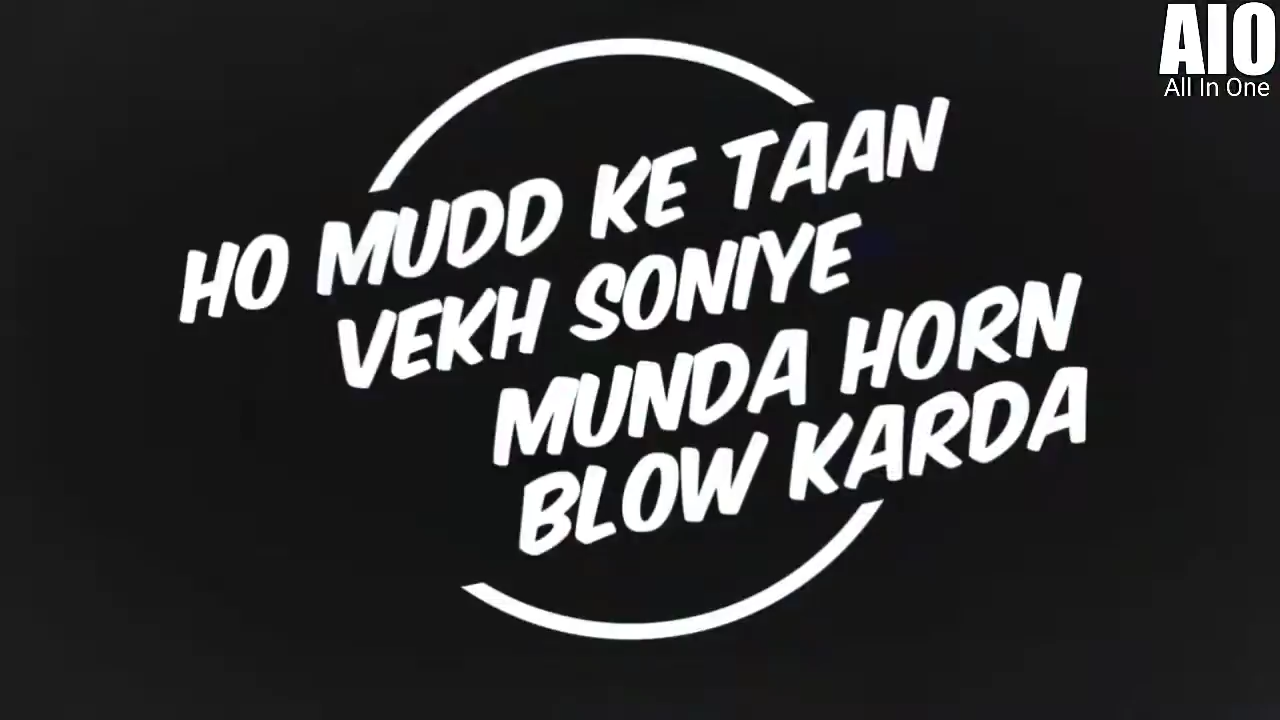 AIO
All In One
HO MUDD KE TAAN
VEKH SONIYE
MUNDA HORN
BLOW KARDA